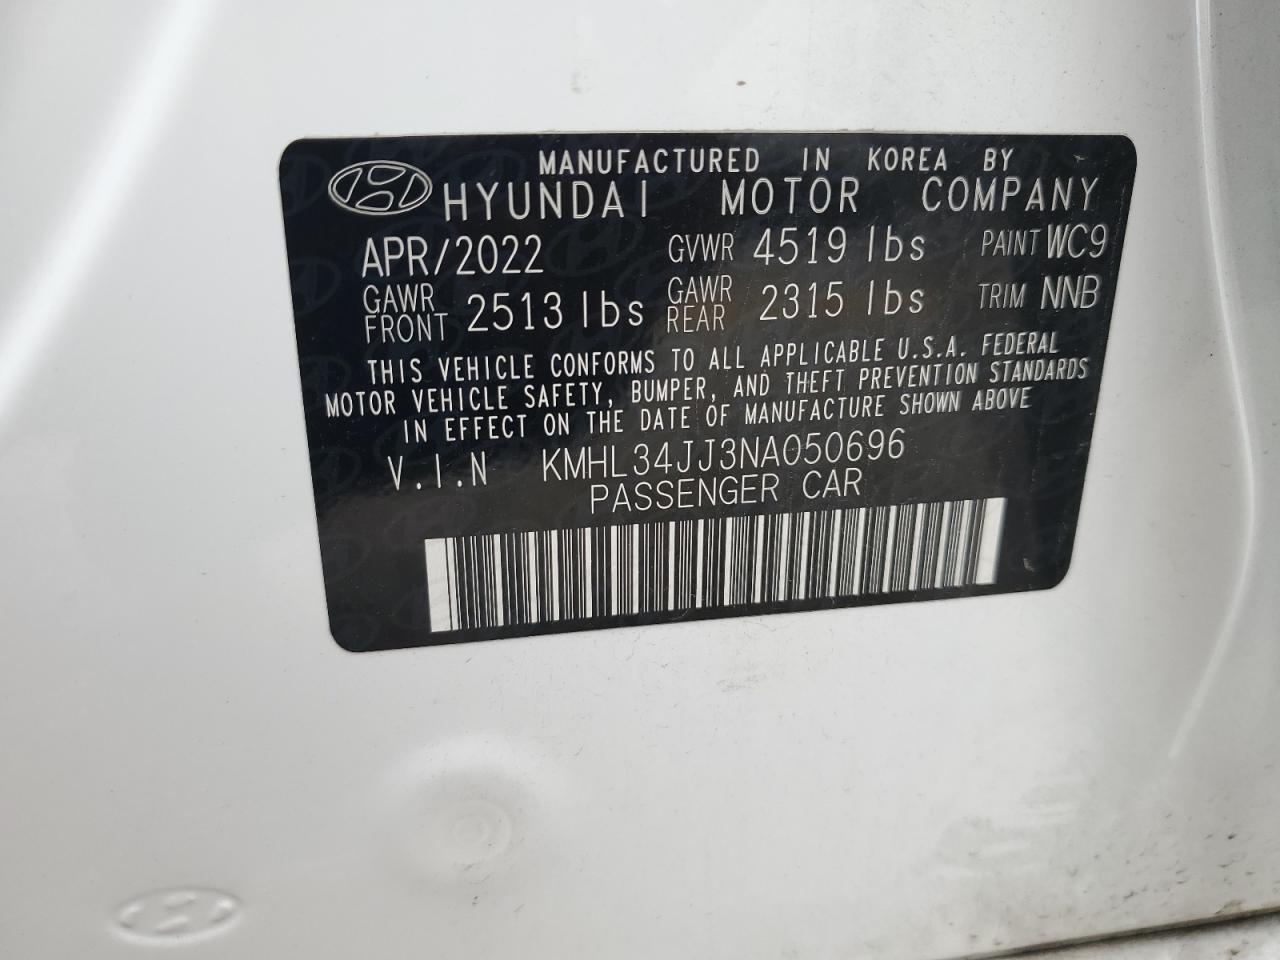 MANUFACTURED IN KOREA BY
HYUNDAI MOTOR COMPANY
APR/2022 GVWR 4519 lbs PAINT WC9
GAWR FRONT 2513 lbs GAWR REAR 2315 lbs TRIM NNB
THIS VEHICLE CONFORMS TO ALL APPLICABLE U.S.A. FEDERAL
MOTOR VEHICLE SAFETY, BUMPER, AND THEFT PREVENTION STANDARDS
IN EFFECT ON THE DATE OF MANUFACTURE SHOWN ABOVE
V.I.N KMHL34JJ3NA050696
PASSENGER CAR